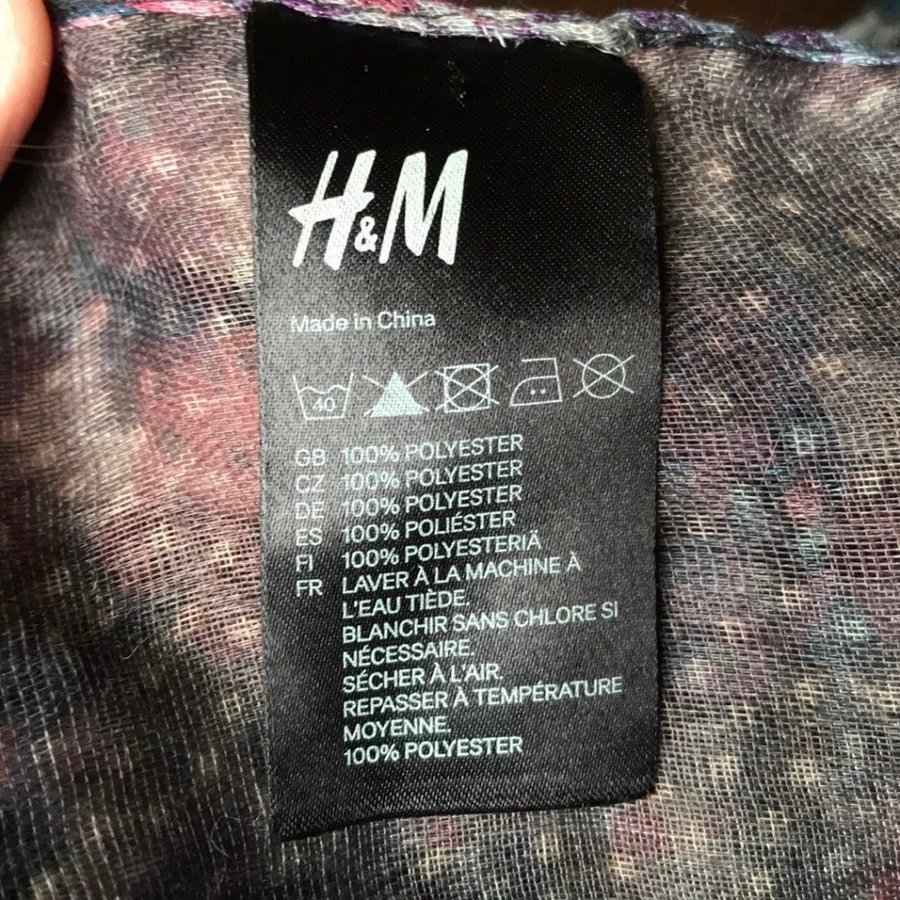 H&M
Made in China
40
GB 100% POLYESTER
CZ 100% POLYESTER
DE 100% POLYESTER
ES 100% POLIÉSTER
FI 100% POLYESTERIÄ
FR LAVER À LA MACHINE À
L'EAU TIÈDE.
BLANCHIR SANS CHLORE SI
NÉCESSAIRE.
SÉCHER À L'AIR.
REPASSER À TEMPÉRATURE
MOYENNE.
100% POLYESTER